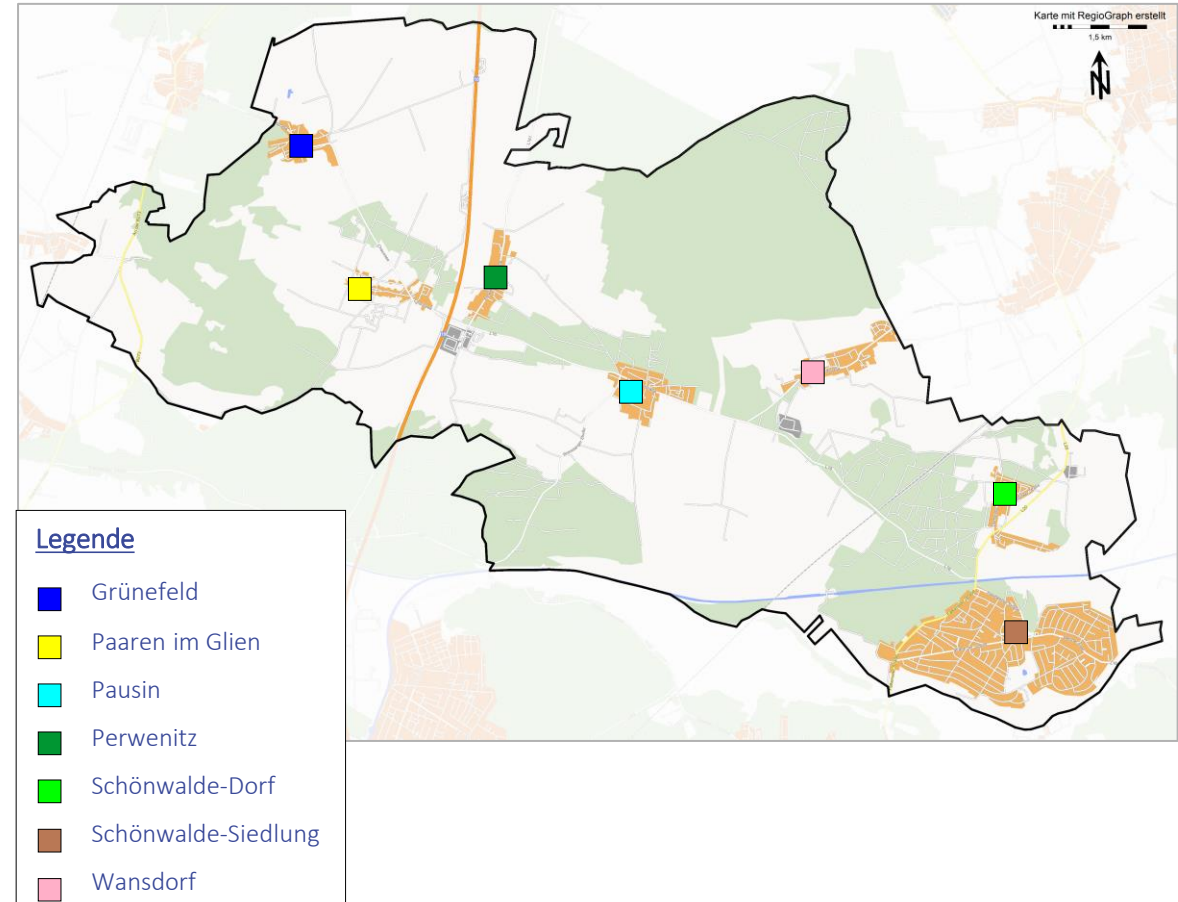 Karte mit RegioGraph erstellt
1,5 km
N
Legende
Grünefeld
Paaren im Glien
Pausin
Perwenitz
Schönwalde-Dorf
Schönwalde-Siedlung
Wansdorf